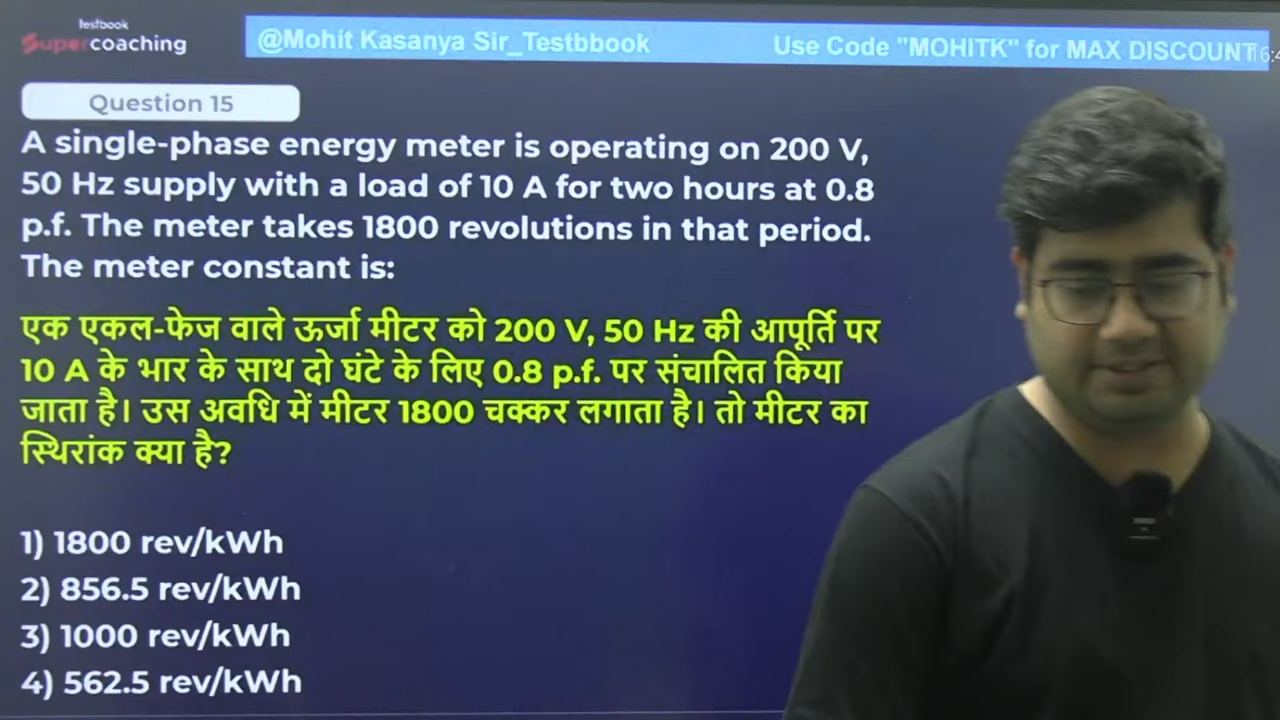 testbook
Supercoaching
@Mohit Kasanya Sir_Testbbook
Use Code "MOHITK" for MAX DISCOUNT
Question 15
A single-phase energy meter is operating on 200 V,
50 Hz supply with a load of 10 A for two hours at 0.8
p.f. The meter takes 1800 revolutions in that period.
The meter constant is:
एक एकल-फेज वाले ऊर्जा मीटर को 200 V, 50 Hz की आपूर्ति पर
10 A के भार के साथ दो घंटे के लिए 0.8 p.f. पर संचालित किया
जाता है। उस अवधि में मीटर 1800 चक्कर लगाता है। तो मीटर का
स्थिरांक क्या है?
1) 1800 rev/kWh
2) 856.5 rev/kWh
3) 1000 rev/kWh
4) 562.5 rev/kWh